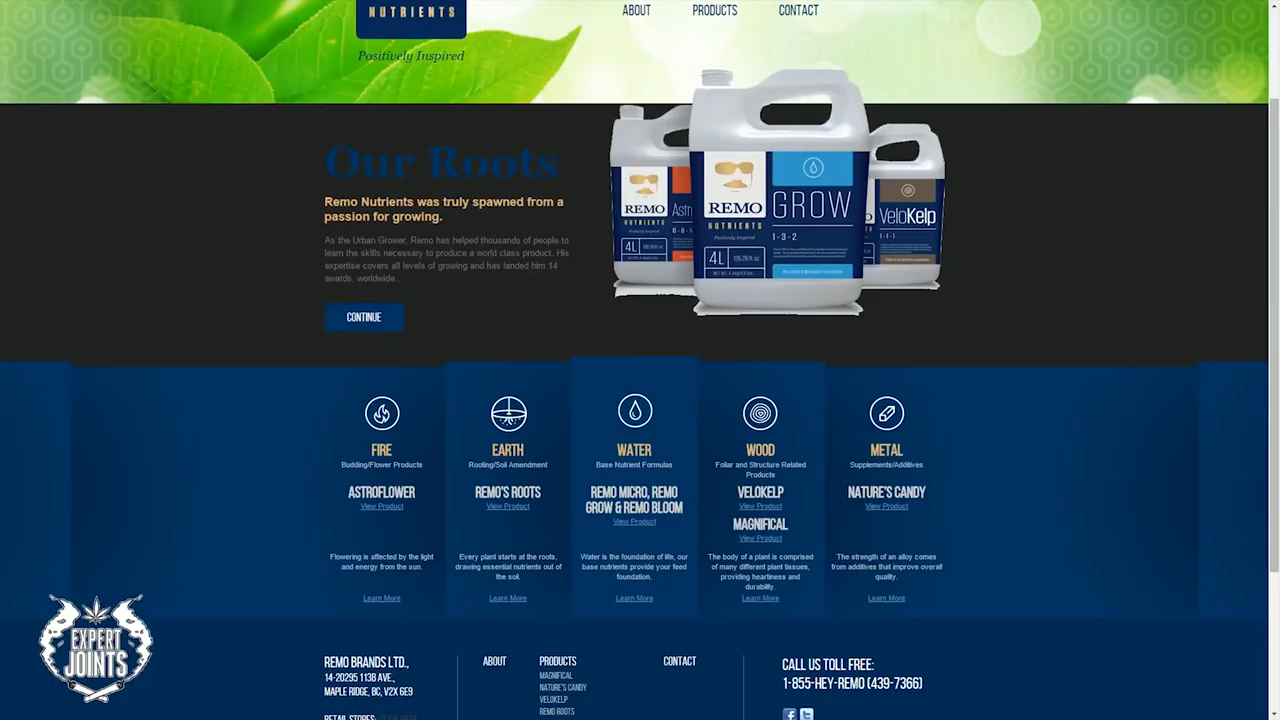 NUTRIENTS
Positively Inspired
ABOUT
PRODUCTS
CONTACT
Our Roots
Remo Nutrients was truly spawned from a
passion for growing.
As the Urban Grower, Remo has helped thousands of people to
learn the skills necessary to produce a world class product. His
expertise covers all levels of growing and has landed him 14
awards, worldwide...
CONTINUE
REMO
NUTRIENTS
Astr
4L
REMO
NUTRIENTS
Positively Inspired
GROW
1-3-2
4L
VeloKelp
1-1-1
FIRE
Budding/Flower Products
ASTROFLOWER
View Product
Flowering is affected by the light
and energy from the sun.
Learn More
EARTH
Rooting/Soil Amendment
REMO'S ROOTS
View Product
Every plant starts at the roots,
drawing essential nutrients out of
the soil.
Learn More
WATER
Base Nutrient Formulas
REMO MICRO, REMO
GROW & REMO BLOOM
View Product
Water is the foundation of life, our
base nutrients provide your feed
foundation.
Learn More
WOOD
Foliar and Structure Related
Products
VELOKELP
View Product
MAGNIFICAL
View Product
The body of a plant is comprised
of many different plant tissues,
providing heartiness and
durability.
Learn More
METAL
Supplements/Additives
NATURE'S CANDY
View Product
The strength of an alloy comes
from additives that improve overall
quality.
Learn More
EXPERT
JOINTS
REMO BRANDS LTD.,
14-20295 113B AVE.,
MAPLE RIDGE, BC, V2X 6E9
RETAIL STORES: CLICK HERE
ABOUT
PRODUCTS
MAGNIFICAL
NATURE'S CANDY
VELOKELP
REMO ROOTS
CONTACT
CALL US TOLL FREE:
1-855-HEY-REMO (439-7366)